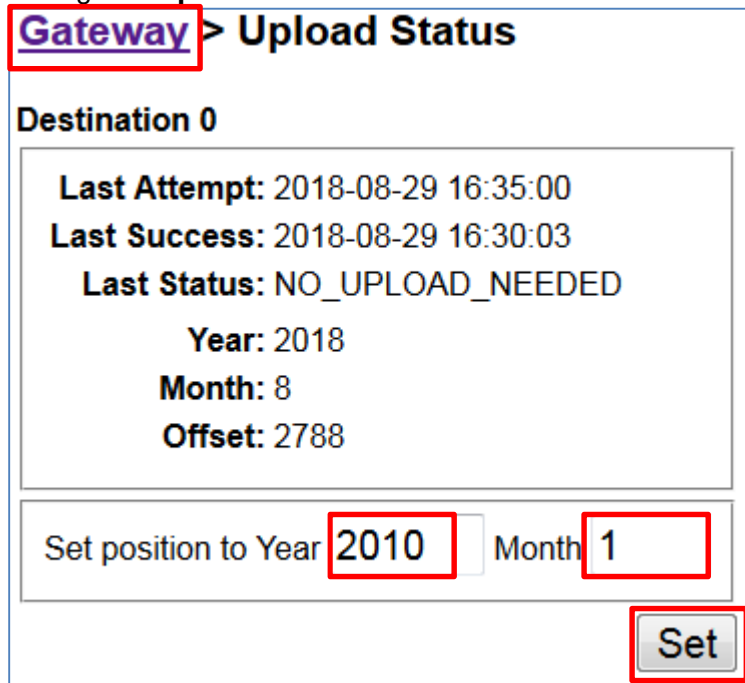 Gateway > Upload Status
Destination 0
Last Attempt: 2018-08-29 16:35:00
Last Success: 2018-08-29 16:30:03
Last Status: NO_UPLOAD_NEEDED
Year: 2018
Month: 8
Offset: 2788
Set position to Year 2010 Month 1
Set